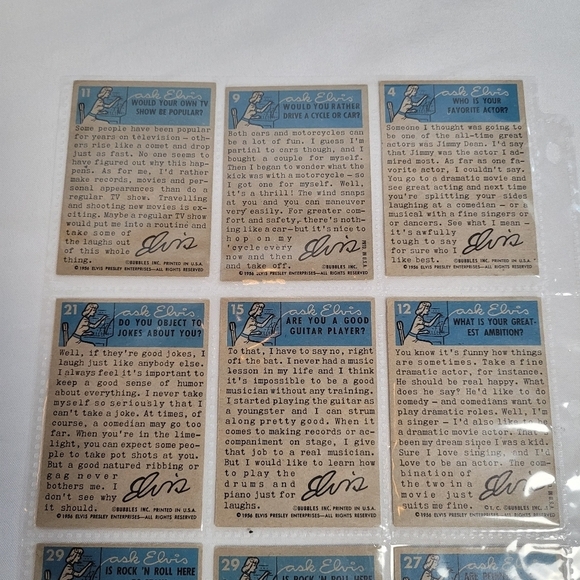 11
ask Elvis
WOULD YOUR OWN TV
SHOW BE POPULAR?
Some people have been popular
for years on television — oth-
ers rise like a comet and drop
just as fast. No one seems to
have figured out why this hap-
pens. As for me, I'd rather
make records, movies and per-
sonal appearances than do a
regular TV show. Travelling
and shooting new movies is ex-
citing. Maybe a regular TV show
would put me into a routine and
take some of
the laughs out
of this whole
thing.
Elvis
©BUBBLES INC. PRINTED IN U.S.A.
© 1956 ELVIS PRESLEY ENTERPRISES—ALL RIGHTS RESERVED
9
ask Elvis
WOULD YOU RATHER
DRIVE A CYCLE OR CAR?
Both cars and motorcycles can
be a lot of fun. I guess I'm
partial to cars though, and I
bought a couple for myself.
Then I began to wonder what the
kick was with a motorcycle — so
I got one for myself. Well,
it's a thrill! The wind snaps
at you and you can maneuver
very easily. For greater com-
fort and safety, there's noth-
ing like a car—but it's nice to
hop on my
'cycle every
now and then
and take off.
Elvis
©BUBBLES INC. PRINTED IN U.S.A.
© 1956 ELVIS PRESLEY ENTERPRISES—ALL RIGHTS RESERVED
4
ask Elvis
WHO IS YOUR
FAVORITE ACTOR?
Someone I thought was going to
be one of the all-time great
actors was Jimmy Dean. I'd say
that Jimmy was the actor I ad-
mired most. As far as one fa-
vorite actor, I couldn't say.
You go to a dramatic movie and
see great acting and next time
you're splitting your sides
laughing at a comedian — or a
musical with a fine singers or
or dancers. See what I mean —
it's awfully
tough to say
for sure who I
like best.
Elvis
©BUBBLES INC. PRINTED IN U.S.A.
© 1956 ELVIS PRESLEY ENTERPRISES—ALL RIGHTS RESERVED
21
ask Elvis
DO YOU OBJECT TO
JOKES ABOUT YOU?
Well, if they're good jokes, I
laugh just like anybody else.
I always feel it's important to
keep a good sense of humor
about everything. I never take
myself so seriously that I
can't take a joke. At times, of
course, a comedian may go too
far. When you're in the lime-
light, you can expect some peo-
ple to take pot shots at you.
But a good natured ribbing or
gag never
bothers me. I
don't see why
it should.
Elvis
©BUBBLES INC. PRINTED IN U.S.A.
© 1956 ELVIS PRESLEY ENTERPRISES—ALL RIGHTS RESERVED
15
ask Elvis
ARE YOU A GOOD
GUITAR PLAYER?
To that, I have to say no, right
off the bat. I never had a music
lesson in my life and I think
it's impossible to be a good
musician without any training.
I started playing the guitar as
a youngster and I can strum
along pretty good. When it
comes to making records or ac-
companiment on stage, I give
that job to a real musician.
But I would like to learn how
to play the
drums and
piano just for
laughs.
Elvis
©BUBBLES INC. PRINTED IN U.S.A.
© 1956 ELVIS PRESLEY ENTERPRISES—ALL RIGHTS RESERVED
12
ask Elvis
WHAT IS YOUR GREAT-
EST AMBITION?
You know it's funny how things
are sometimes. Take a fine
dramatic actor, for instance.
He should be real happy. What
does he say? He'd like to do
comedy — and comedians want to
play dramatic roles. Well, I'm
a singer — I'd also like to be
a dramatic movie actor. That has
been my dream since I was a kid.
Sure I love singing, and I'd
love to be an actor. The com-
bination of
the two in a
movie just
suits me fine.
Elvis
©BUBBLES INC. PRINTED IN U.S.A.
© 1956 ELVIS PRESLEY ENTERPRISES—ALL RIGHTS RESERVED
29
ask Elvis
IS ROCK 'N ROLL HERE
29
ask Elvis
IS ROCK 'N ROLL HERE
27
ask Elvis